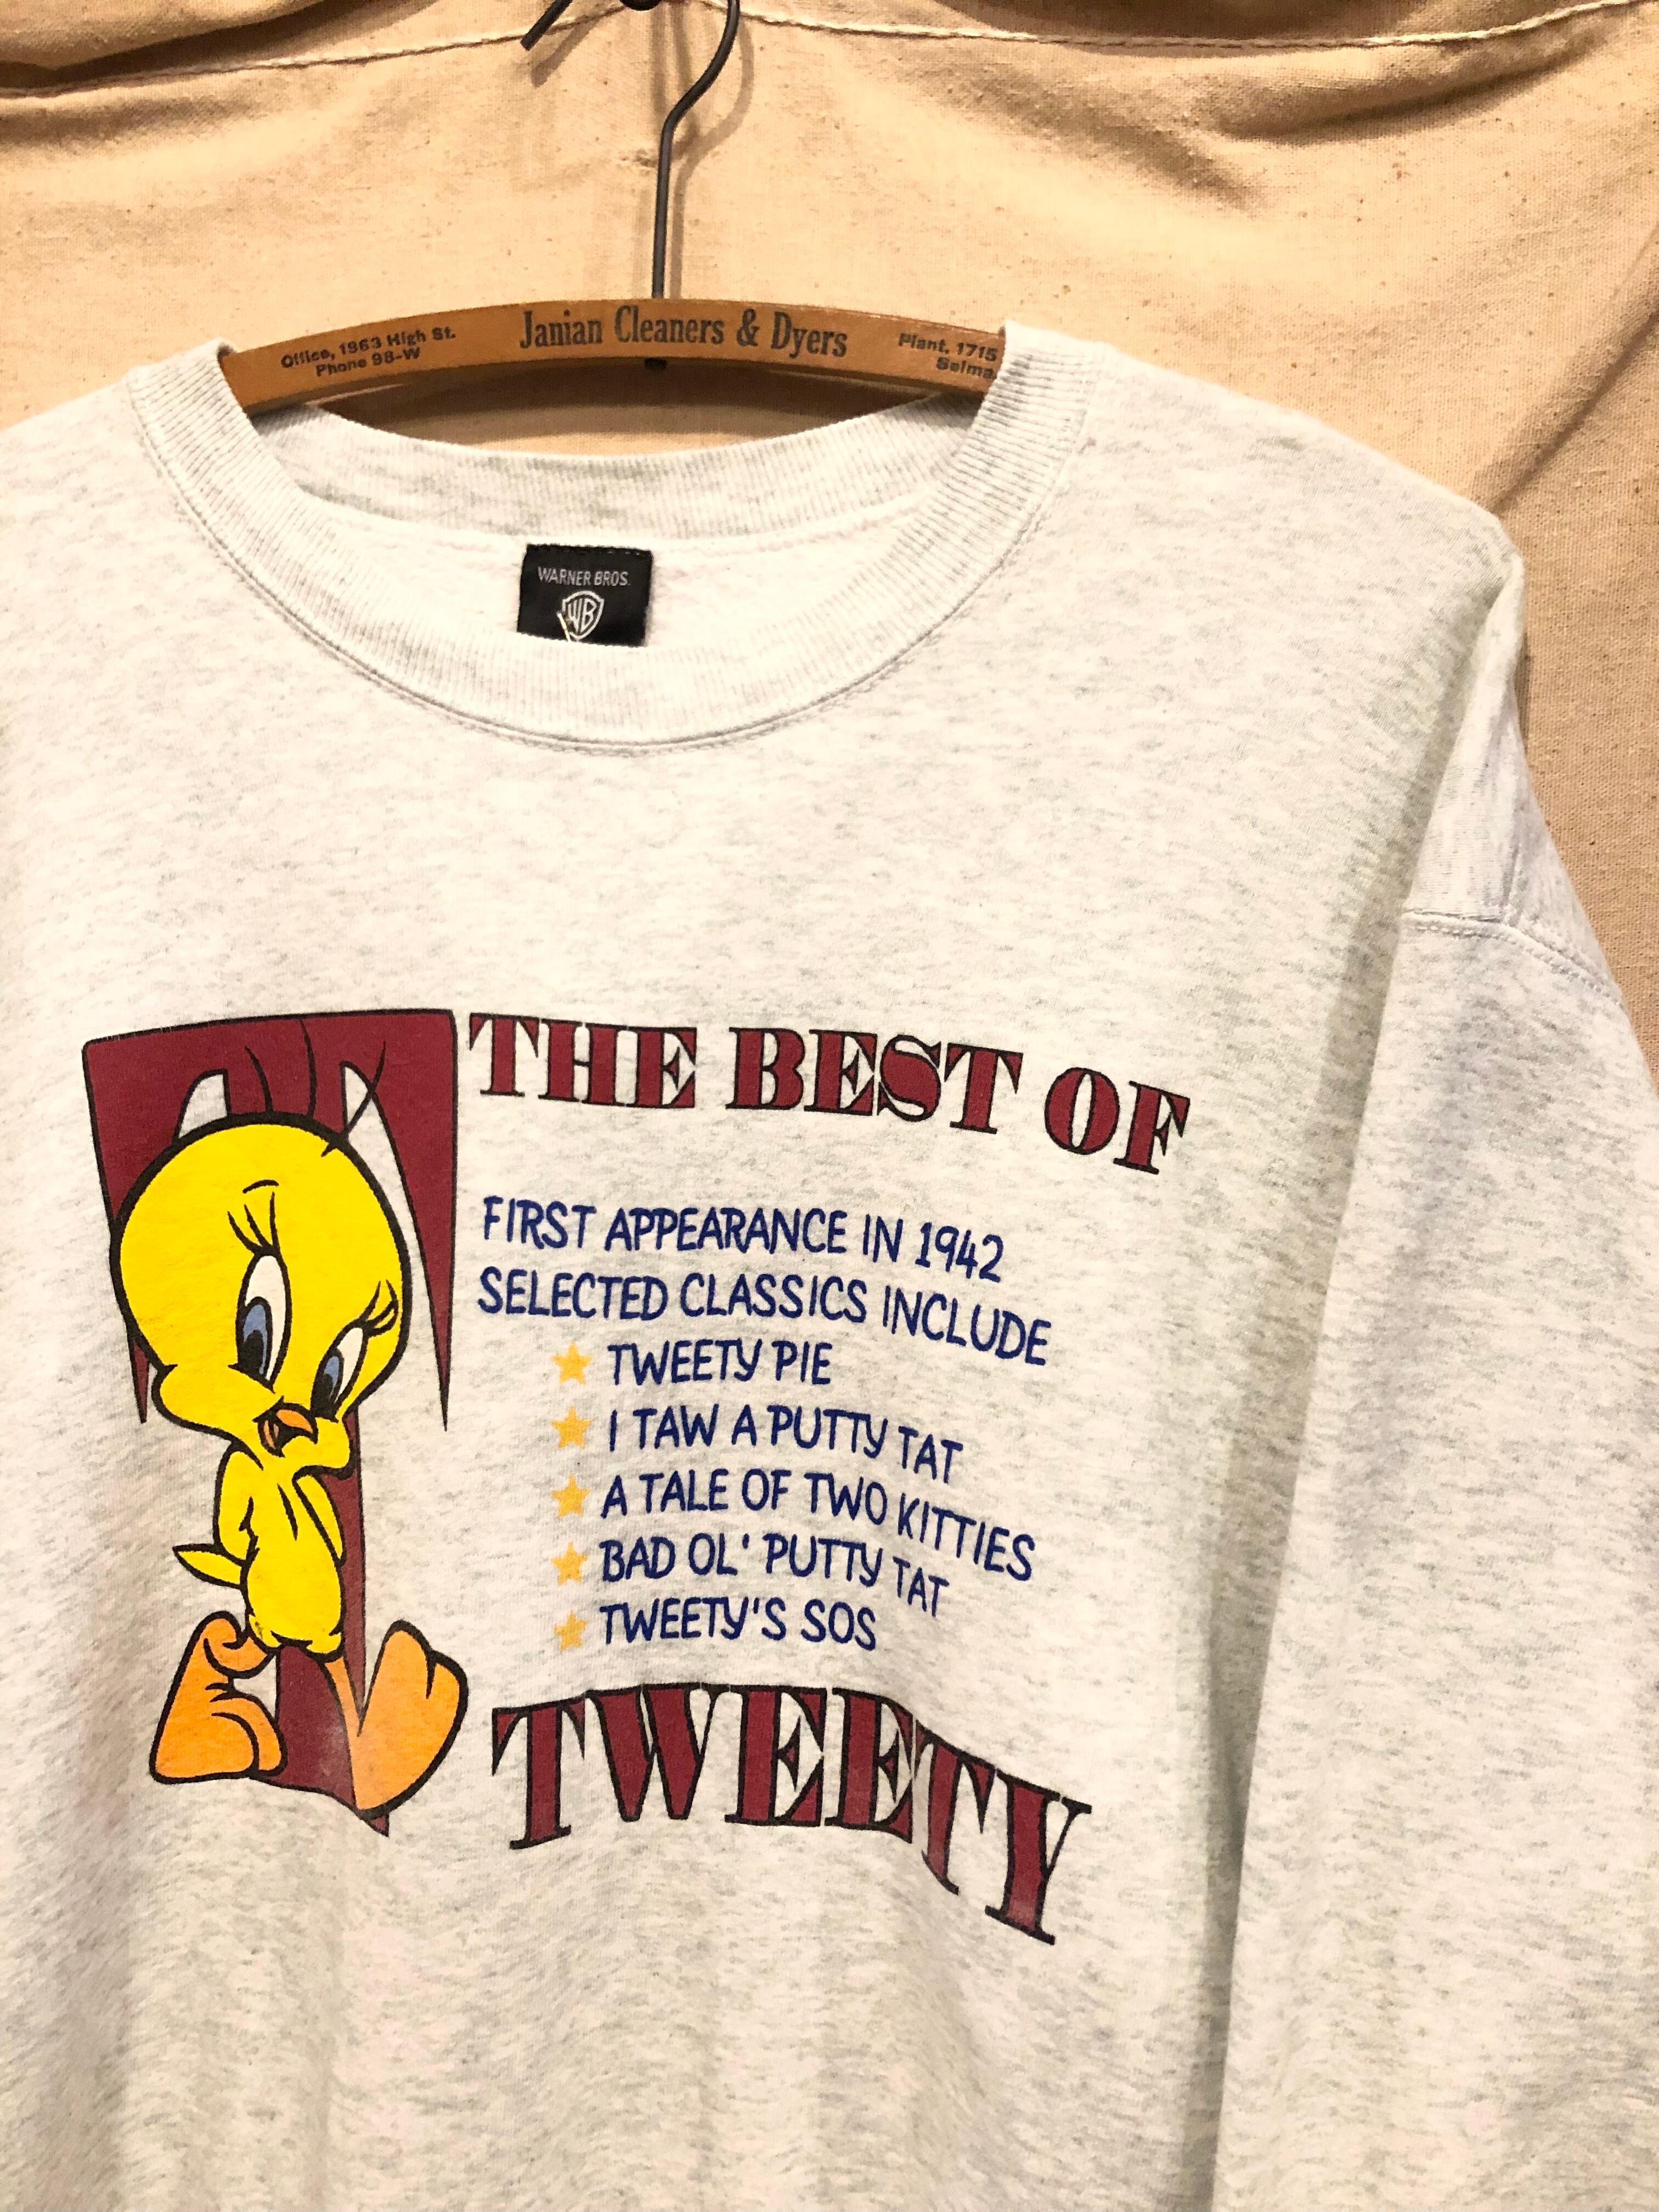 Office, 1963 High St.
Phone 98-W
Janian Cleaners & Dyers
Plant, 1715
Selma
WARNER BROS.
WB
T
THE BEST OF
FIRST APPEARANCE IN 1942
SELECTED CLASSICS INCLUDE
TWEETY PIE
I TAW A PUTTY TAT
A TALE OF TWO KITTIES
BAD OL' PUTTY TAT
TWEETY'S SOS
TWEETY